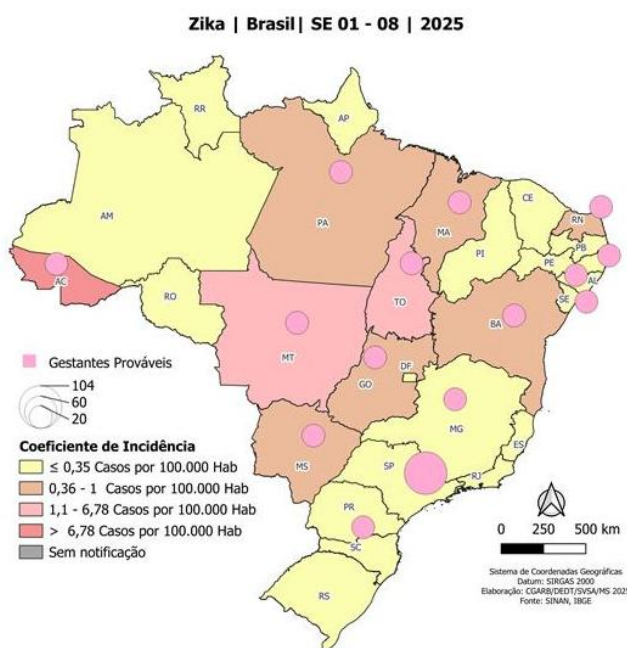 Zika | Brasil| SE 01 - 08 | 2025
RR
AP
AM
PA
MA
CE
RN
PB
PI
PE
AL
AC
SE
TO
RO
BA
MT
DF
GO
Gestantes Prováveis
104
60
20
MG
ES
MS
SP
RJ
PR
SC
RS
Coeficiente de Incidência
≤ 0,35 Casos por 100.000 Hab
0,36 - 1 Casos por 100.000 Hab
1,1 - 6,78 Casos por 100.000 Hab
> 6,78 Casos por 100.000 Hab
Sem notificação
0 250 500 km
Sistema de Coordenadas Geográficas
Datum: SIRGAS 2000
Elaboração: CGARB/DEDT/SVSA/MS 2025
Fonte: SINAN, IBGE